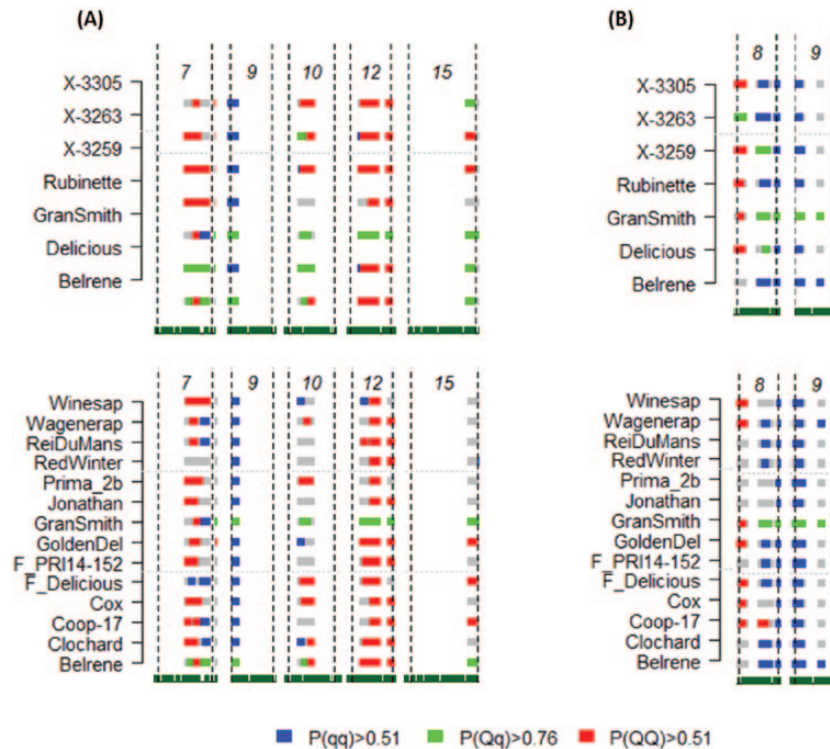 (A)
(B)
7 9 10 12 15
8 9
X-3305
X-3263
X-3259
Rubinette
GranSmith
Delicious
Belrene
X-3305
X-3263
X-3259
Rubinette
GranSmith
Delicious
Belrene
7 9 10 12 15
8 9
Winesap
Wagenerap
ReiDuMans
RedWinter
Prima_2b
Jonathan
GranSmith
GoldenDel
F_PRI14-152
F_Delicious
Cox
Coop-17
Clochard
Belrene
Winesap
Wagenerap
ReiDuMans
RedWinter
Prima_2b
Jonathan
GranSmith
GoldenDel
F_PRI14-152
F_Delicious
Cox
Coop-17
Clochard
Belrene
P(qq)>0.51 P(Qq)>0.76 P(QQ)>0.51